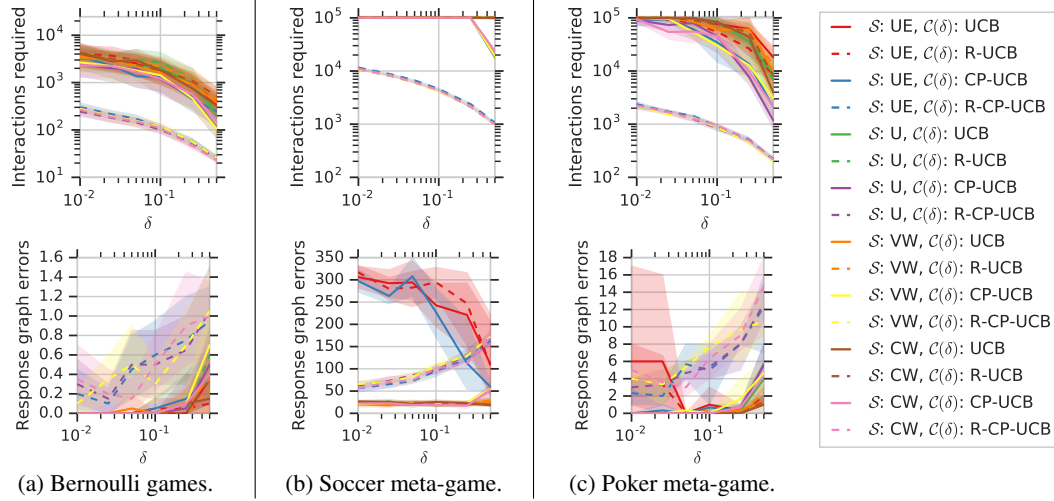 Interactions required
10^4
10^3
10^2
10^1
10^-2
10^-1
δ
Response graph errors
1.6
1.4
1.2
1.0
0.8
0.6
0.4
0.2
0.0
10^-2
10^-1
δ
(a) Bernoulli games.
Interactions required
10^5
10^4
10^3
10^2
10^-2
10^-1
δ
Response graph errors
350
300
250
200
150
100
50
0
10^-2
10^-1
δ
(b) Soccer meta-game.
Interactions required
10^5
10^4
10^3
10^2
10^-2
10^-1
δ
Response graph errors
18
16
14
12
10
8
6
4
2
0
10^-2
10^-1
δ
(c) Poker meta-game.
S: UE, C(δ): UCB
S: UE, C(δ): R-UCB
S: UE, C(δ): CP-UCB
S: UE, C(δ): R-CP-UCB
S: U, C(δ): UCB
S: U, C(δ): R-UCB
S: U, C(δ): CP-UCB
S: U, C(δ): R-CP-UCB
S: VW, C(δ): UCB
S: VW, C(δ): R-UCB
S: VW, C(δ): CP-UCB
S: VW, C(δ): R-CP-UCB
S: CW, C(δ): UCB
S: CW, C(δ): R-UCB
S: CW, C(δ): CP-UCB
S: CW, C(δ): R-CP-UCB